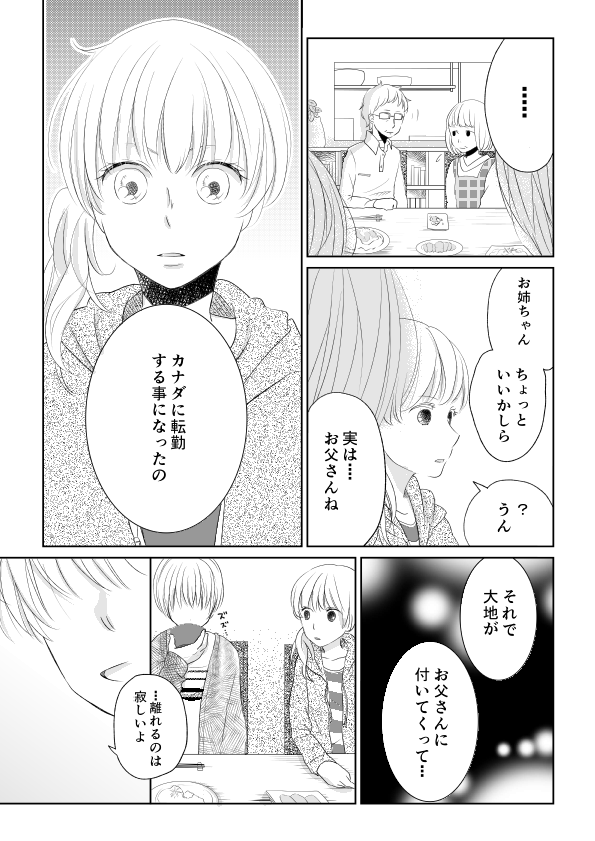 ……
お姉ちゃん
ちょっと
いいかしら
？
うん
実は…
お父さんね
カナダに転勤
する事になったの
それで
大地が
お父さんに
付いてくって…
ズズ…
…離れるのは
寂しいよ